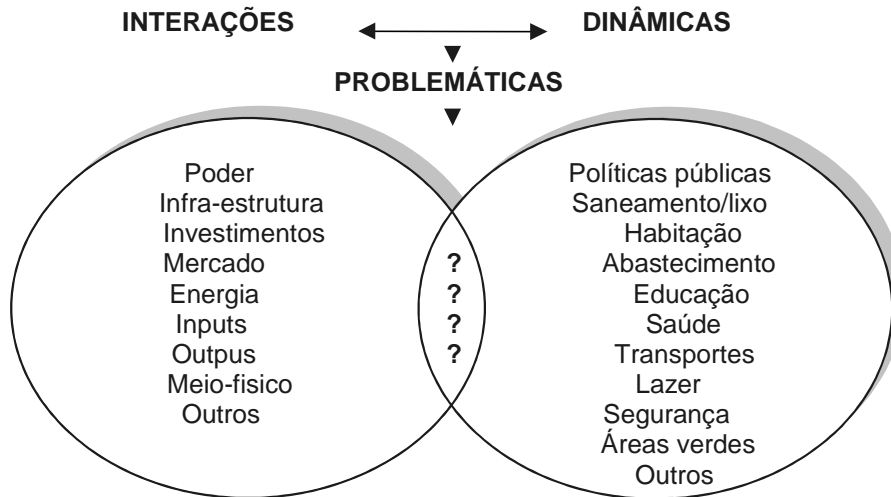 INTERAÇÕES DINÂMICAS
PROBLEMÁTICAS
Poder
Infra-estrutura
Investimentos
Mercado
Energia
Inputs
Outpus
Meio-fisico
Outros
?
?
?
?
Políticas públicas
Saneamento/lixo
Habitação
Abastecimento
Educação
Saúde
Transportes
Lazer
Segurança
Áreas verdes
Outros